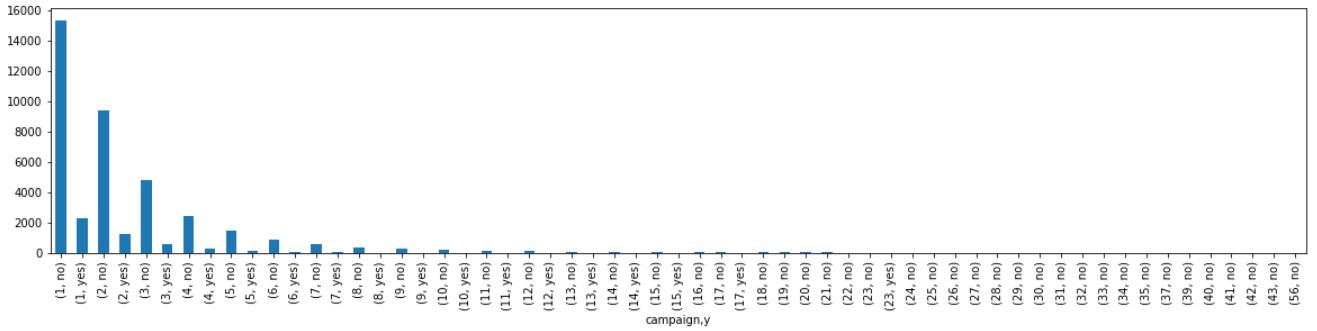 16000
14000
12000
10000
8000
6000
4000
2000
0
(1, no)
(1, yes)
(2, no)
(2, yes)
(3, no)
(3, yes)
(4, no)
(4, yes)
(5, no)
(5, yes)
(6, no)
(6, yes)
(7, no)
(7, yes)
(8, no)
(8, yes)
(9, no)
(9, yes)
(10, no)
(10, yes)
(11, no)
(11, yes)
(12, no)
(12, yes)
(13, no)
(13, yes)
(14, no)
(14, yes)
(15, no)
(15, yes)
(16, no)
(17, no)
(17, yes)
(18, no)
(19, no)
(20, no)
(21, no)
(22, no)
(23, no)
(23, yes)
(24, no)
(25, no)
(26, no)
(27, no)
(28, no)
(29, no)
(30, no)
(31, no)
(32, no)
(33, no)
(34, no)
(35, no)
(37, no)
(39, no)
(40, no)
(41, no)
(42, no)
(43, no)
(56, no)
campaign,y